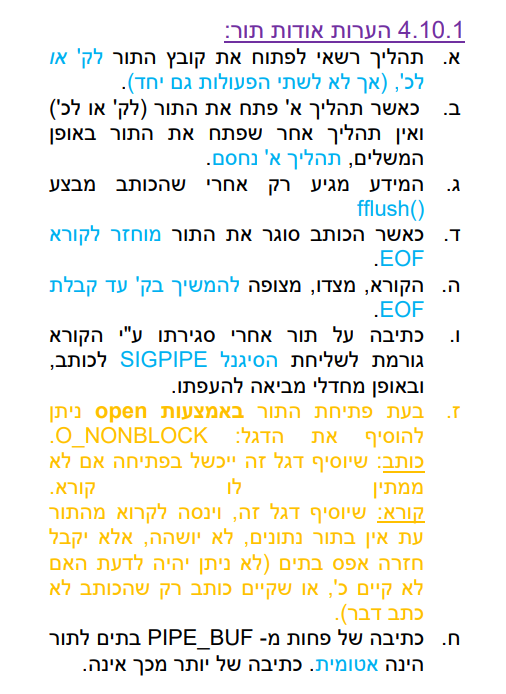 4.10.1 הערות אודות תור:
א. תהליך רשאי לפתוח את קובץ התור לק' או
לכ', (אך לא לשתי הפעולות גם יחד).
ב. כאשר תהליך א' פתח את התור (לק' או לכ')
ואין תהליך אחר שפתח את התור באופן
המשלים, תהליך א' נחסם.
ג. המידע מגיע רק אחרי שהכותב מבצע
fflush()
ד. כאשר הכותב סוגר את התור מוחזר לקורא
EOF.
ה. הקורא, מצדו, מצופה להמשיך בק' עד קבלת
EOF.
ו. כתיבה על תור אחרי סגירתו ע"י הקורא
גורמת לשליחת הסיגנל SIGPIPE לכותב,
ובאופן מחדלי מביאה להעפתו.
ז. בעת פתיחת התור באמצעות open ניתן
להוסיף את הדגל: O_NONBLOCK.
כותב: שיוסיף דגל זה ייכשל בפתיחה אם לא
ממתין לו קורא.
קורא: שיוסיף דגל זה, וינסה לקרוא מהתור
עת אין בתור נתונים, לא יושהה, אלא יקבל
חזרה אפס בתים (לא ניתן יהיה לדעת האם
לא קיים כ', או שקיים כותב רק שהכותב לא
כתב דבר).
ח. כתיבה של פחות מ- PIPE_BUF בתים לתור
הינה אטומית. כתיבה של יותר מכך אינה.